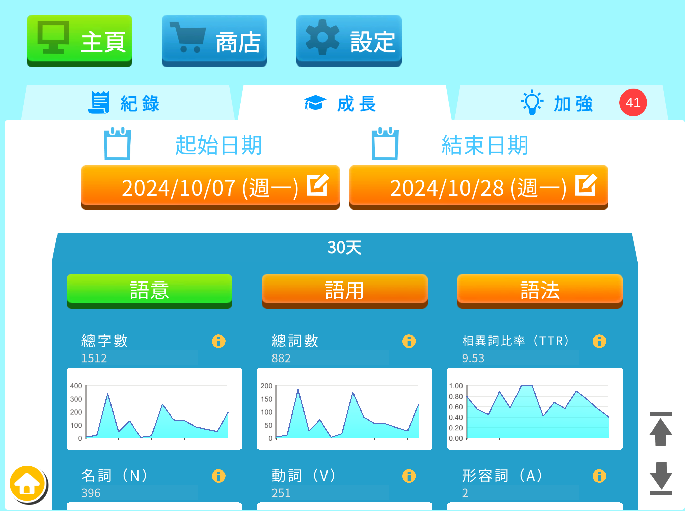 主頁 商店 設定
紀錄 成長 加強 41
起始日期 結束日期
2024/10/07 (週一) 2024/10/28 (週一)
30天
語意 語用 語法
總字數 總詞數 相異詞比率（TTR）
1512 882 9.53
400 200 1.00
300 150 0.80
200 100 0.60
100 50 0.40
0 0 0.20
0.00
名詞（N） 動詞（V） 形容詞（A）
396 251 2